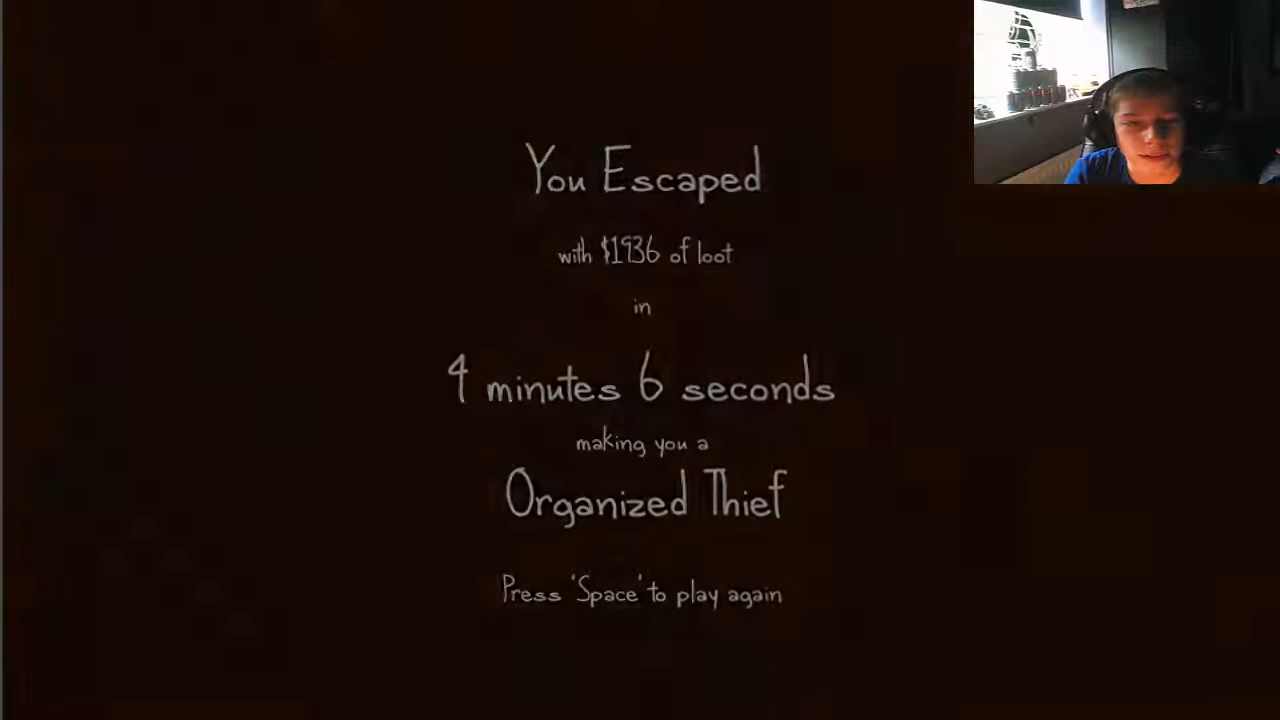 You Escaped
with $1936 of loot
in
4 minutes 6 seconds
making you a
Organized Thief
Press 'Space' to play again